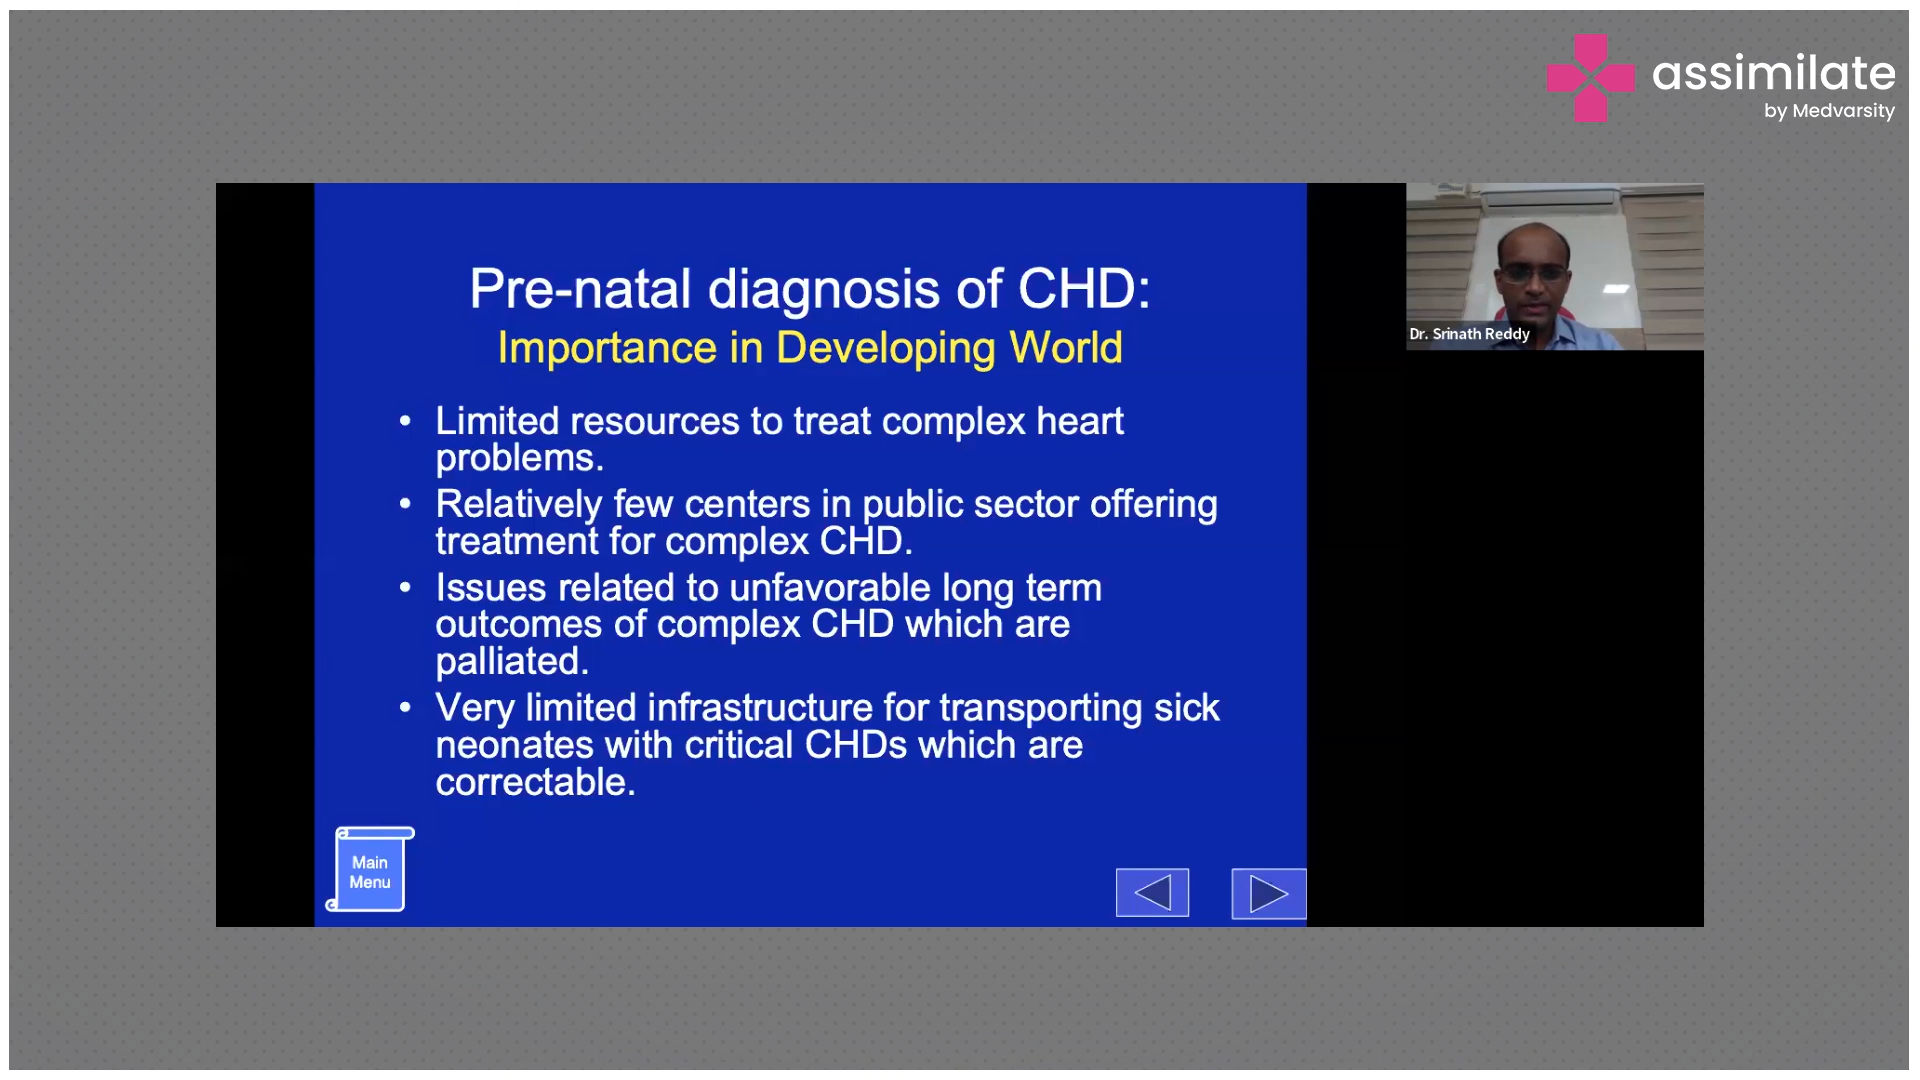 assimilate
by Medvarsity
Pre-natal diagnosis of CHD:
Importance in Developing World
• Limited resources to treat complex heart
problems.
• Relatively few centers in public sector offering
treatment for complex CHD.
• Issues related to unfavorable long term
outcomes of complex CHD which are
palliated.
• Very limited infrastructure for transporting sick
neonates with critical CHDs which are
correctable.
Main
Menu
Dr. Srinath Reddy